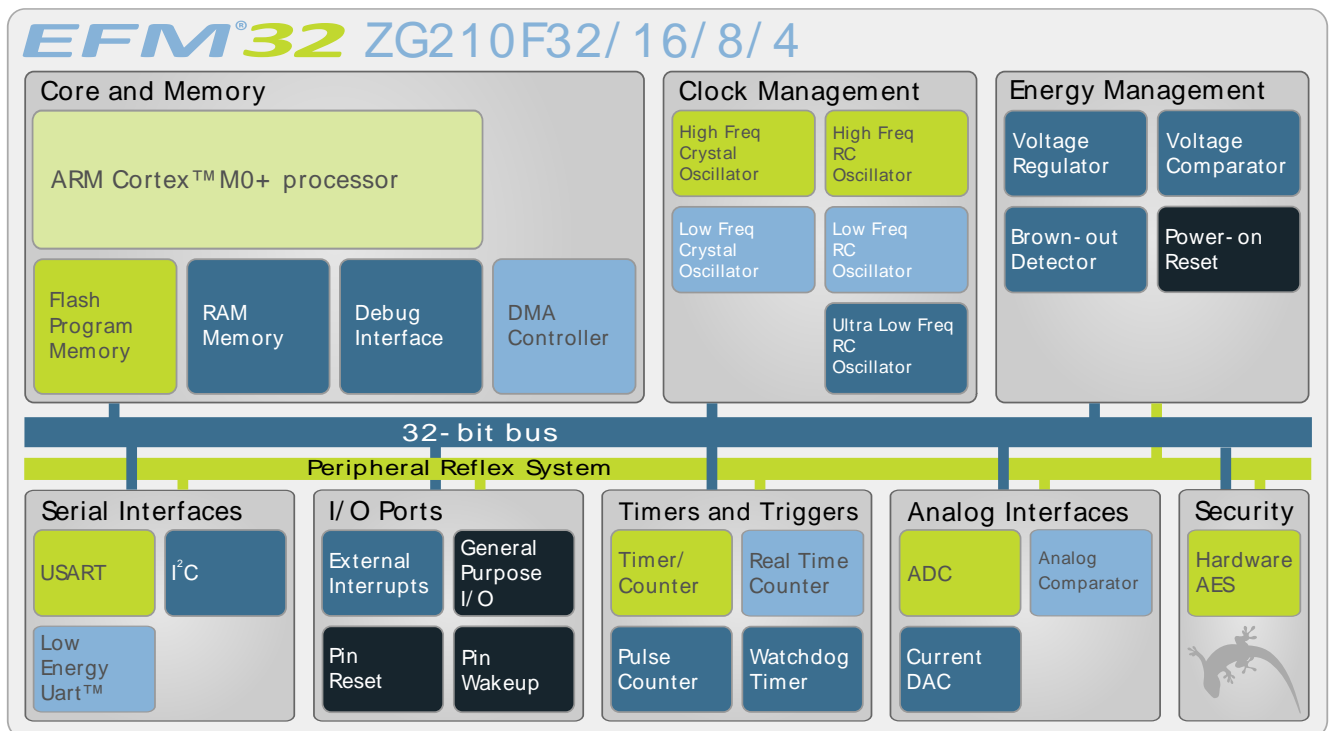 EFM®32 ZG210F32/16/8/4
Core and Memory
ARM Cortex™ M0+ processor
Flash
Program
Memory
RAM
Memory
Debug
Interface
DMA
Controller
Clock Management
High Freq
Crystal
Oscillator
High Freq
RC
Oscillator
Low Freq
Crystal
Oscillator
Low Freq
RC
Oscillator
Ultra Low Freq
RC
Oscillator
Energy Management
Voltage
Regulator
Voltage
Comparator
Brown-out
Detector
Power-on
Reset
32-bit bus
Peripheral Reflex System
Serial Interfaces
USART
I²C
Low
Energy
Uart™
I/O Ports
External
Interrupts
General
Purpose
I/O
Pin
Reset
Pin
Wakeup
Timers and Triggers
Timer/
Counter
Real Time
Counter
Pulse
Counter
Watchdog
Timer
Analog Interfaces
ADC
Analog
Comparator
Current
DAC
Security
Hardware
AES